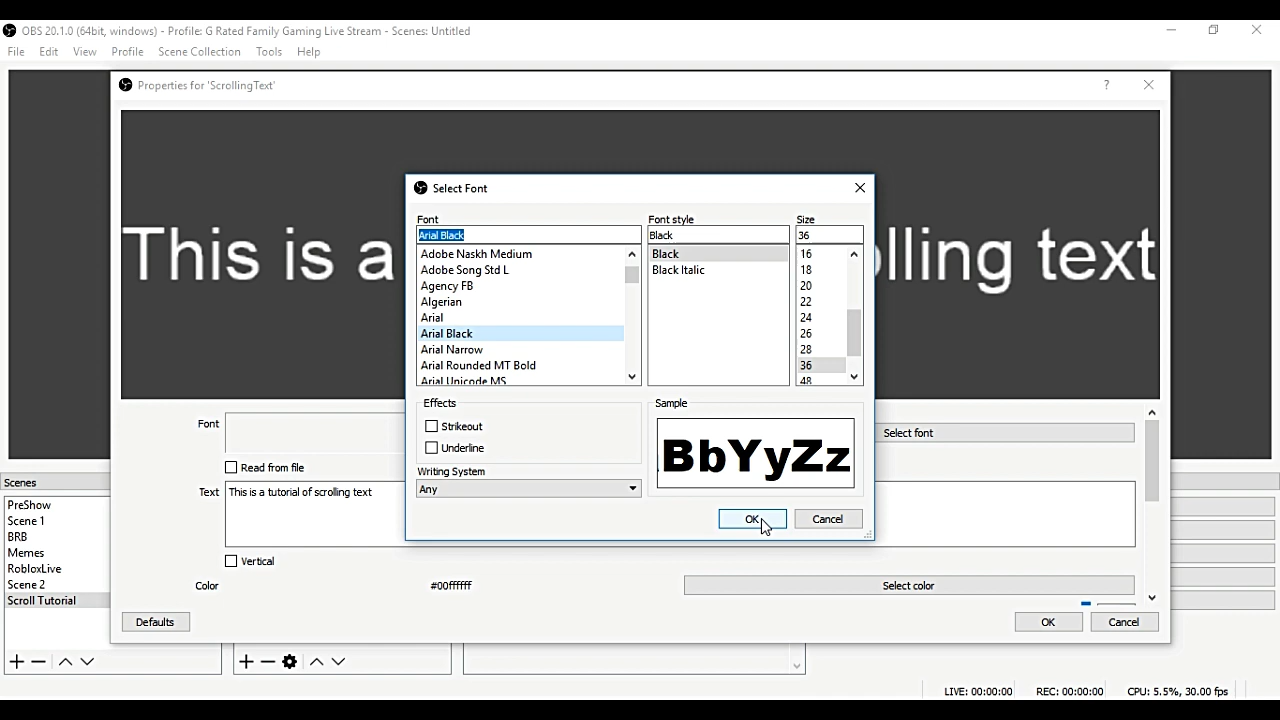 OBS 20.1.0 (64bit, windows) - Profile: G Rated Family Gaming Live Stream - Scenes: Untitled
File Edit View Profile Scene Collection Tools Help
Properties for 'ScrollingText'
This is a
olling text
Select Font
Font
Arial Black
Adobe Naskh Medium
Adobe Song Std L
Agency FB
Algerian
Arial
Arial Black
Arial Narrow
Arial Rounded MT Bold
Arial Unicode MS
Font style
Black
Black
Black Italic
Size
36
16
18
20
22
24
26
28
36
48
Effects
Strikeout
Underline
Writing System
Any
Sample
BbYyZz
OK Cancel
Font
Select font
Read from file
Text This is a tutorial of scrolling text
Vertical
Color #00ffffff Select color
Defaults OK Cancel
Scenes
PreShow
Scene 1
BRB
Memes
RobloxLive
Scene 2
Scroll Tutorial
LIVE: 00:00:00 REC: 00:00:00 CPU: 5.5%, 30.00 fps